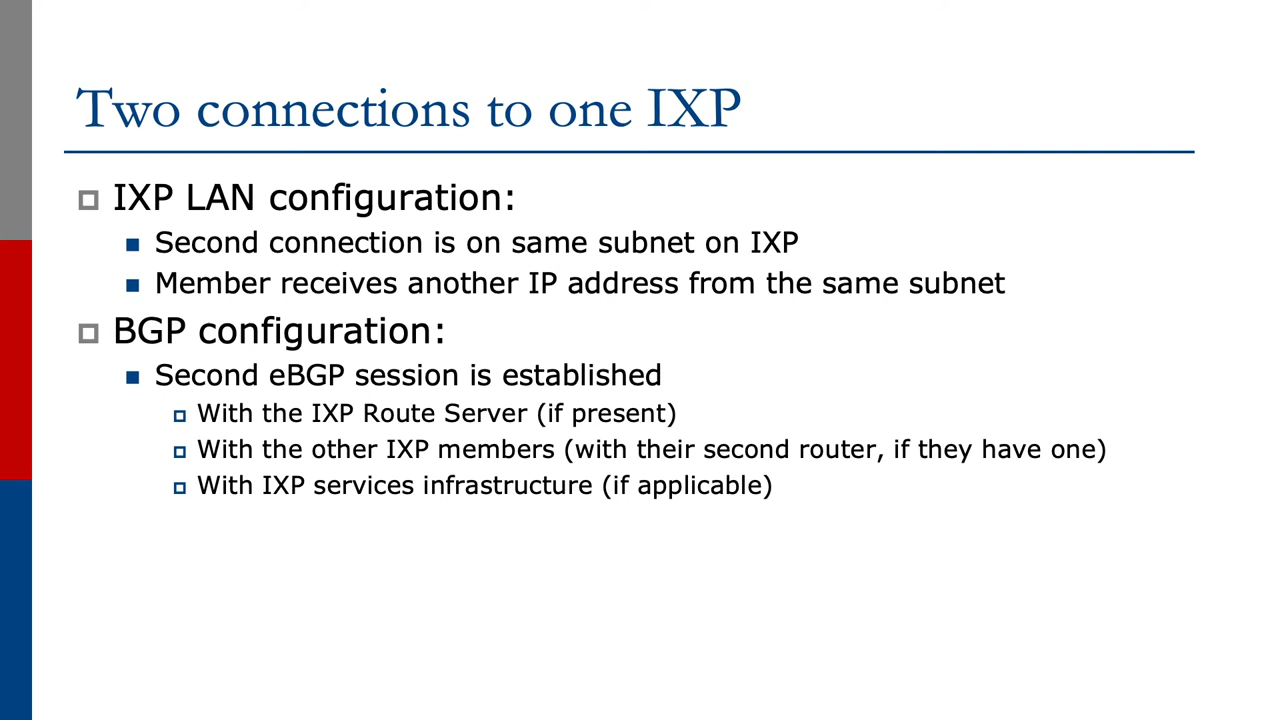 Two connections to one IXP
IXP LAN configuration:
Second connection is on same subnet on IXP
Member receives another IP address from the same subnet
BGP configuration:
Second eBGP session is established
With the IXP Route Server (if present)
With the other IXP members (with their second router, if they have one)
With IXP services infrastructure (if applicable)